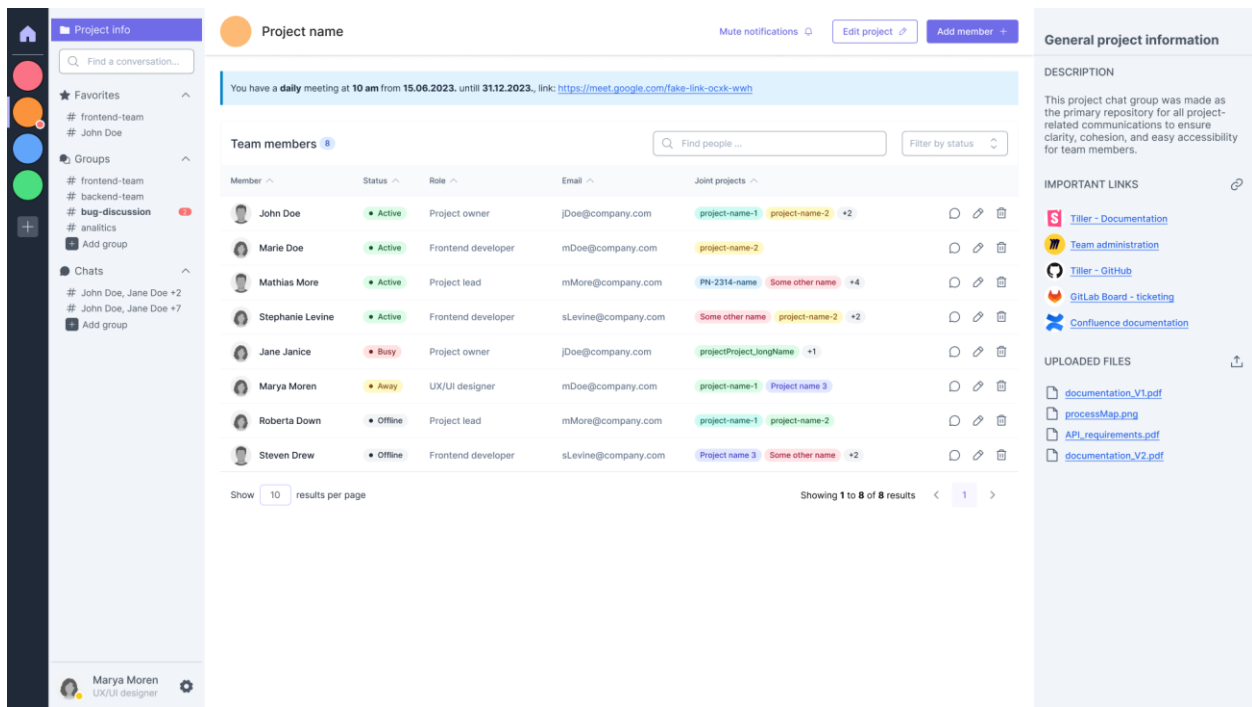 Project info
Find a conversation...
Favorites
# frontend-team
# John Doe
Groups
# frontend-team
# backend-team
# bug-discussion 2
# analitics
+ Add group
Chats
# John Doe, Jane Doe +2
# John Doe, Jane Doe +7
+ Add group
Marya Moren
UX/UI designer
Project name
Mute notifications
Edit project
Add member +
You have a daily meeting at 10 am from 15.06.2023. untill 31.12.2023., link: https://meet.google.com/fake-link-ocxk-wwh
Team members 8
Find people ...
Filter by status
Member Status Role Email Joint projects
John Doe Active Project owner jDoe@company.com project-name-1 project-name-2 +2
Marie Doe Active Frontend developer mDoe@company.com project-name-2
Mathias More Active Project lead mMore@company.com PN-2314-name Some other name +4
Stephanie Levine Active Frontend developer sLevine@company.com Some other name project-name-2 +2
Jane Janice Busy Project owner jDoe@company.com projectProject_longName +1
Marya Moren Away UX/UI designer mDoe@company.com project-name-1 Project name 3
Roberta Down Offline Project lead mMore@company.com project-name-1 project-name-2
Steven Drew Offline Frontend developer sLevine@company.com Project name 3 Some other name +2
Show 10 results per page
Showing 1 to 8 of 8 results < 1 >
General project information
DESCRIPTION
This project chat group was made as
the primary repository for all project-
related communications to ensure
clarity, cohesion, and easy accessibility
for team members.
IMPORTANT LINKS
Tiller - Documentation
Team administration
Tiller - GitHub
GitLab Board - ticketing
Confluence documentation
UPLOADED FILES
documentation_V1.pdf
processMap.png
API_requirements.pdf
documentation_V2.pdf